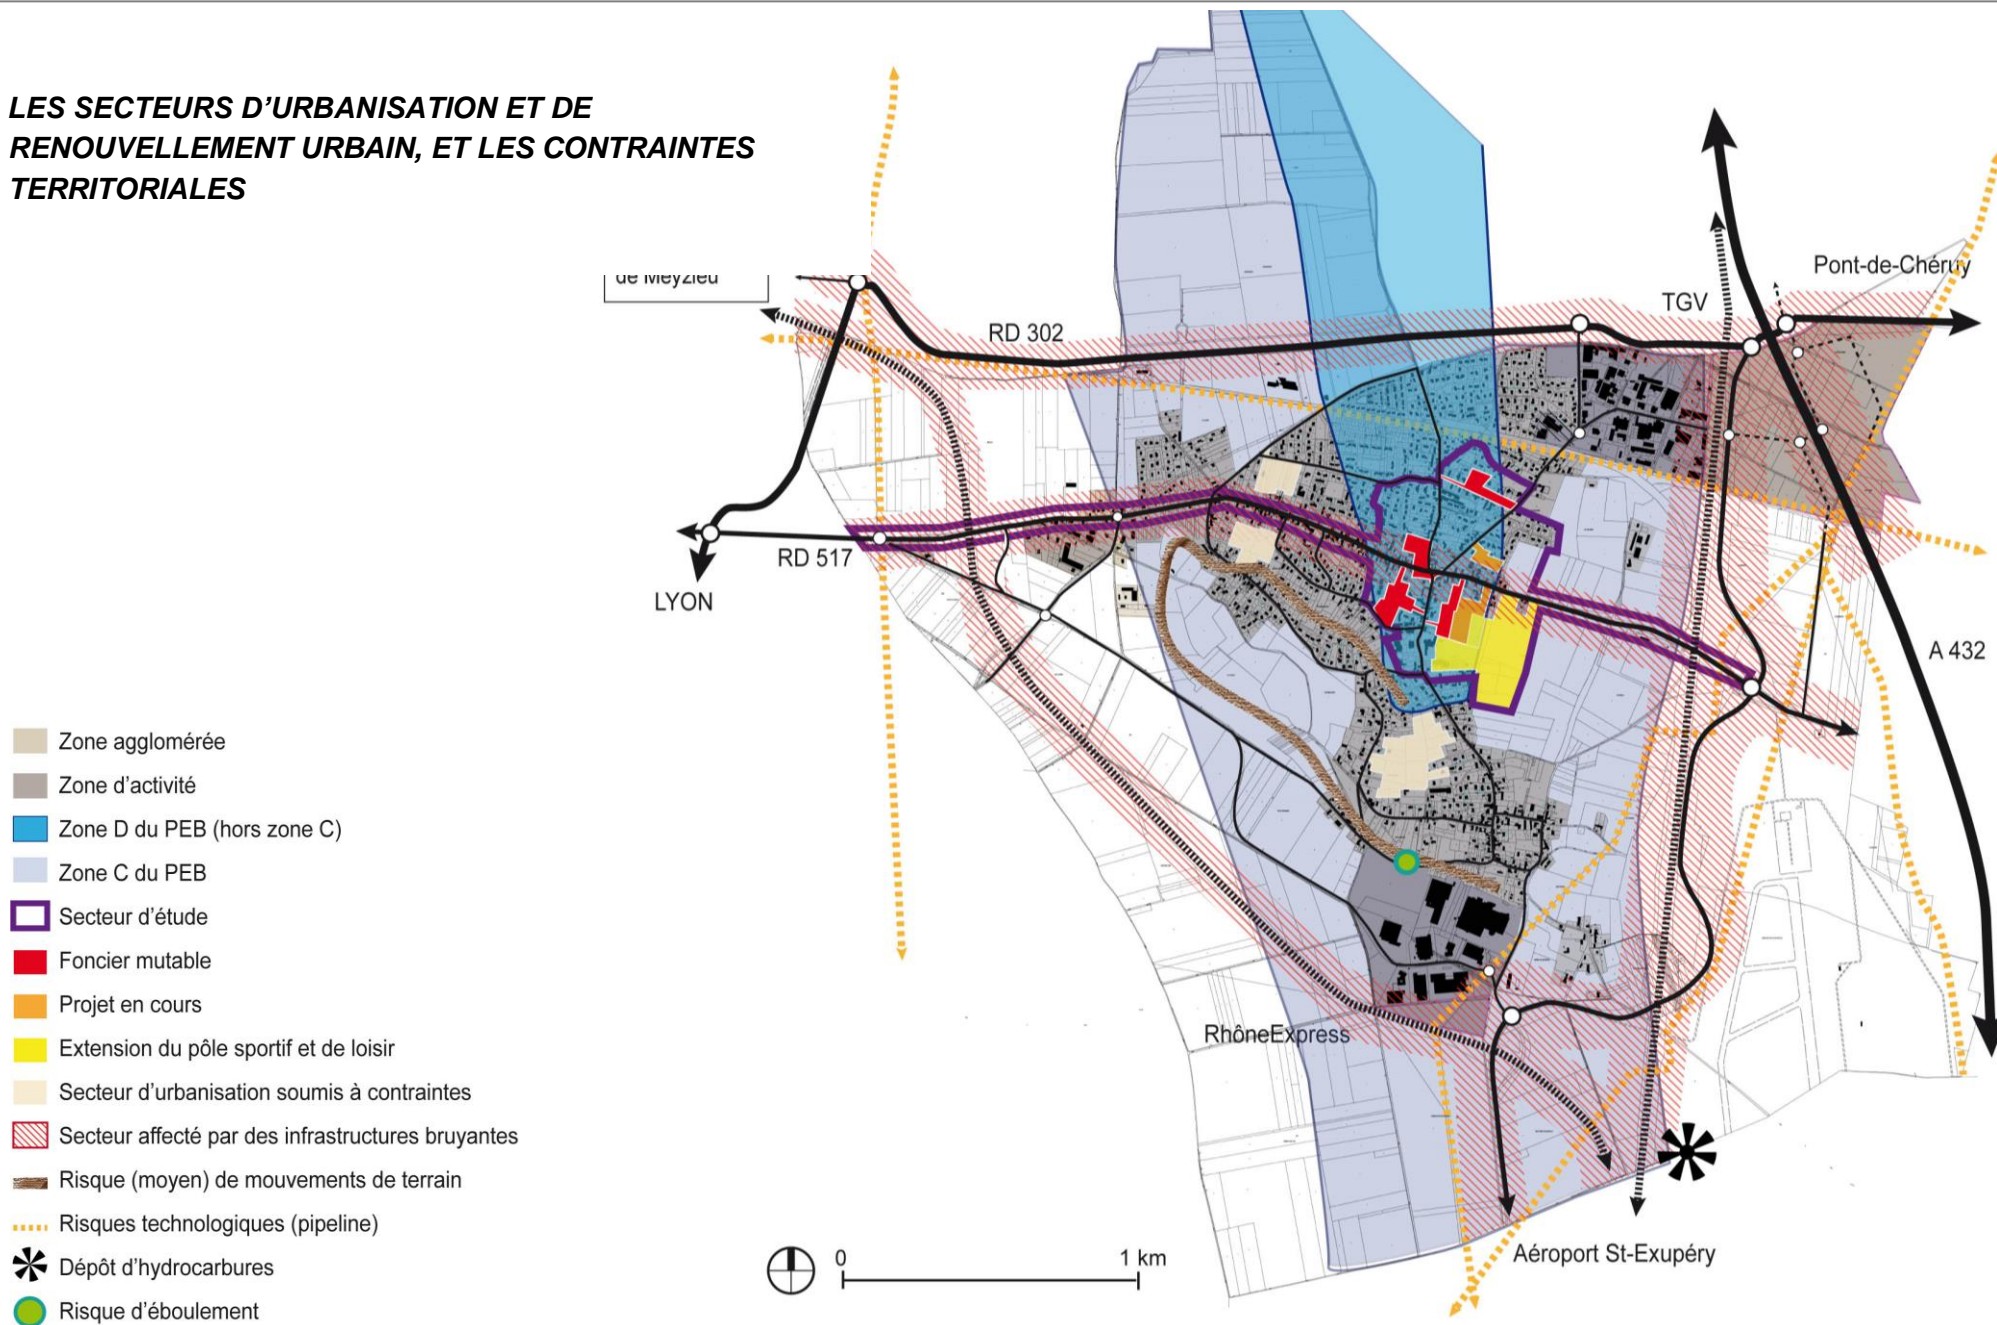 LES SECTEURS D'URBANISATION ET DE
RENOUVELLEMENT URBAIN, ET LES CONTRAINTES
TERRITORIALES
de Meyzieu
RD 302
TGV
Pont-de-Chéruy
RD 517
LYON
A 432
RhôneExpress
Aéroport St-Exupéry
Zone agglomérée
Zone d'activité
Zone D du PEB (hors zone C)
Zone C du PEB
Secteur d'étude
Foncier mutable
Projet en cours
Extension du pôle sportif et de loisir
Secteur d'urbanisation soumis à contraintes
Secteur affecté par des infrastructures bruyantes
Risque (moyen) de mouvements de terrain
Risques technologiques (pipeline)
Dépôt d'hydrocarbures
Risque d'éboulement
0 1 km